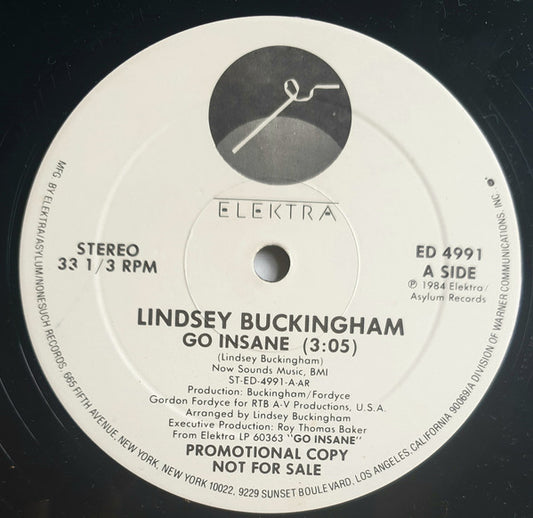 ELEKTRA
STEREO
33 1/3 RPM
ED 4991
A SIDE
℗ 1984 Elektra/
Asylum Records
LINDSEY BUCKINGHAM
GO INSANE (3:05)
(Lindsey Buckingham)
Now Sounds Music, BMI
ST-ED-4991-A-AR
Production: Buckingham/Fordyce
Gordon Fordyce for RTB A-V Productions, U.S.A.
Arranged by Lindsey Buckingham
Executive Production: Roy Thomas Baker
From Elektra LP 60363 "GO INSANE"
PROMOTIONAL COPY
NOT FOR SALE
MFG. BY ELEKTRA/ASYLUM/NONESUCH RECORDS, 665 FIFTH AVENUE, NEW YORK, NEW YORK 10022, 9229 SUNSET BOULEVARD, LOS ANGELES, CALIFORNIA 90069/A DIVISION OF WARNER COMMUNICATIONS, INC.